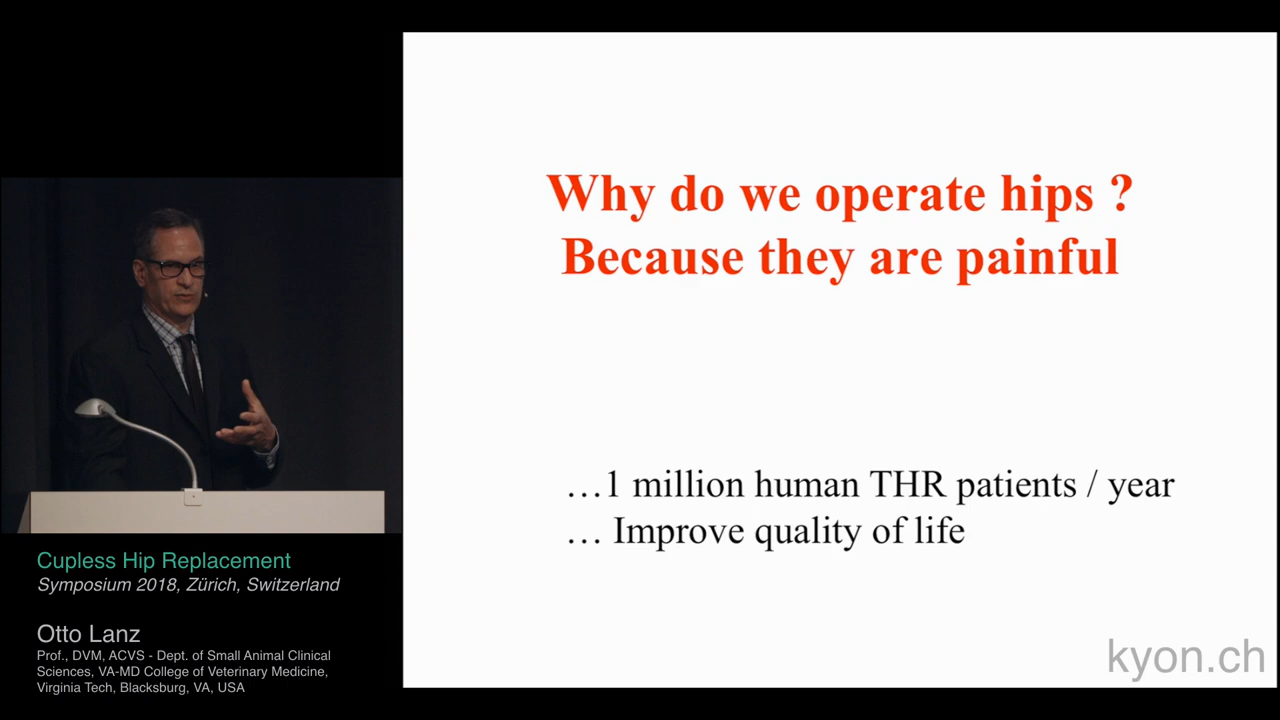 Why do we operate hips ?
Because they are painful
…1 million human THR patients / year
… Improve quality of life
kyon.ch
Cupless Hip Replacement
Symposium 2018, Zürich, Switzerland
Otto Lanz
Prof., DVM, ACVS - Dept. of Small Animal Clinical
Sciences, VA-MD College of Veterinary Medicine,
Virginia Tech, Blacksburg, VA, USA